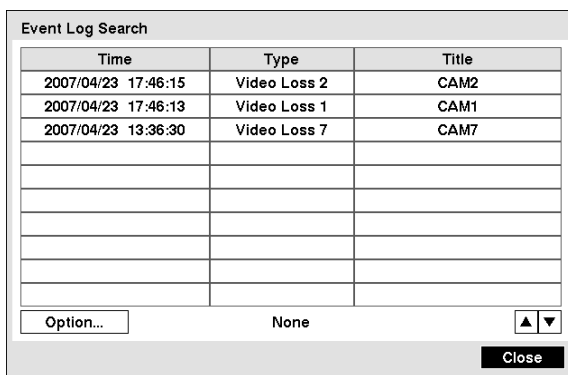 Event Log Search
Time Type Title
2007/04/23 17:46:15 Video Loss 2 CAM2
2007/04/23 17:46:13 Video Loss 1 CAM1
2007/04/23 13:36:30 Video Loss 7 CAM7
Option... None ▲ ▼
Close